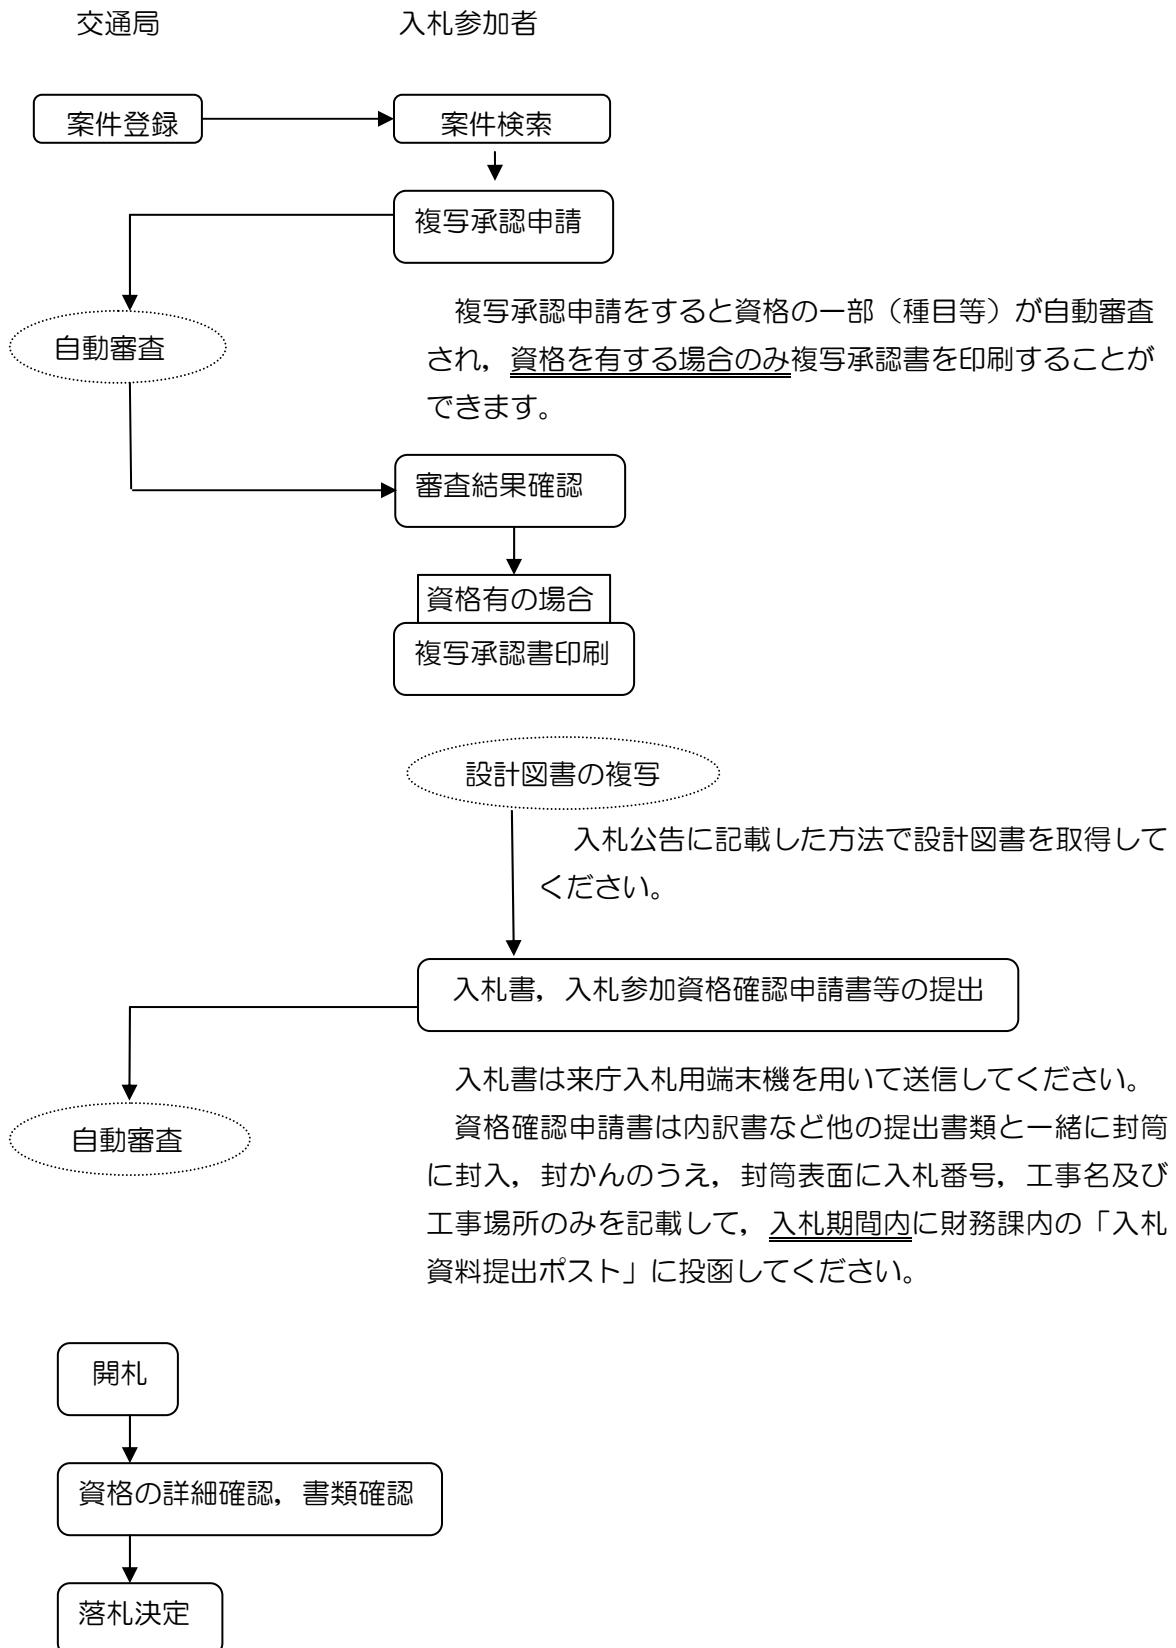 交通局 入札参加者
案件登録 案件検索
複写承認申請
複写承認申請をすると資格の一部（種目等）が自動審査
自動審査
され，資格を有する場合のみ複写承認書を印刷することが
できます。
審査結果確認
資格有の場合
複写承認書印刷
設計図書の複写
入札公告に記載した方法で設計図書を取得して
ください。
入札書，入札参加資格確認申請書等の提出
入札書は来庁入札用端末機を用いて送信してください。
自動審査
資格確認申請書は内訳書など他の提出書類と一緒に封筒
に封入，封かんのうえ，封筒表面に入札番号，工事名及び
工事場所のみを記載して，入札期間内に財務課内の「入札
資料提出ポスト」に投函してください。
開札
資格の詳細確認，書類確認
落札決定